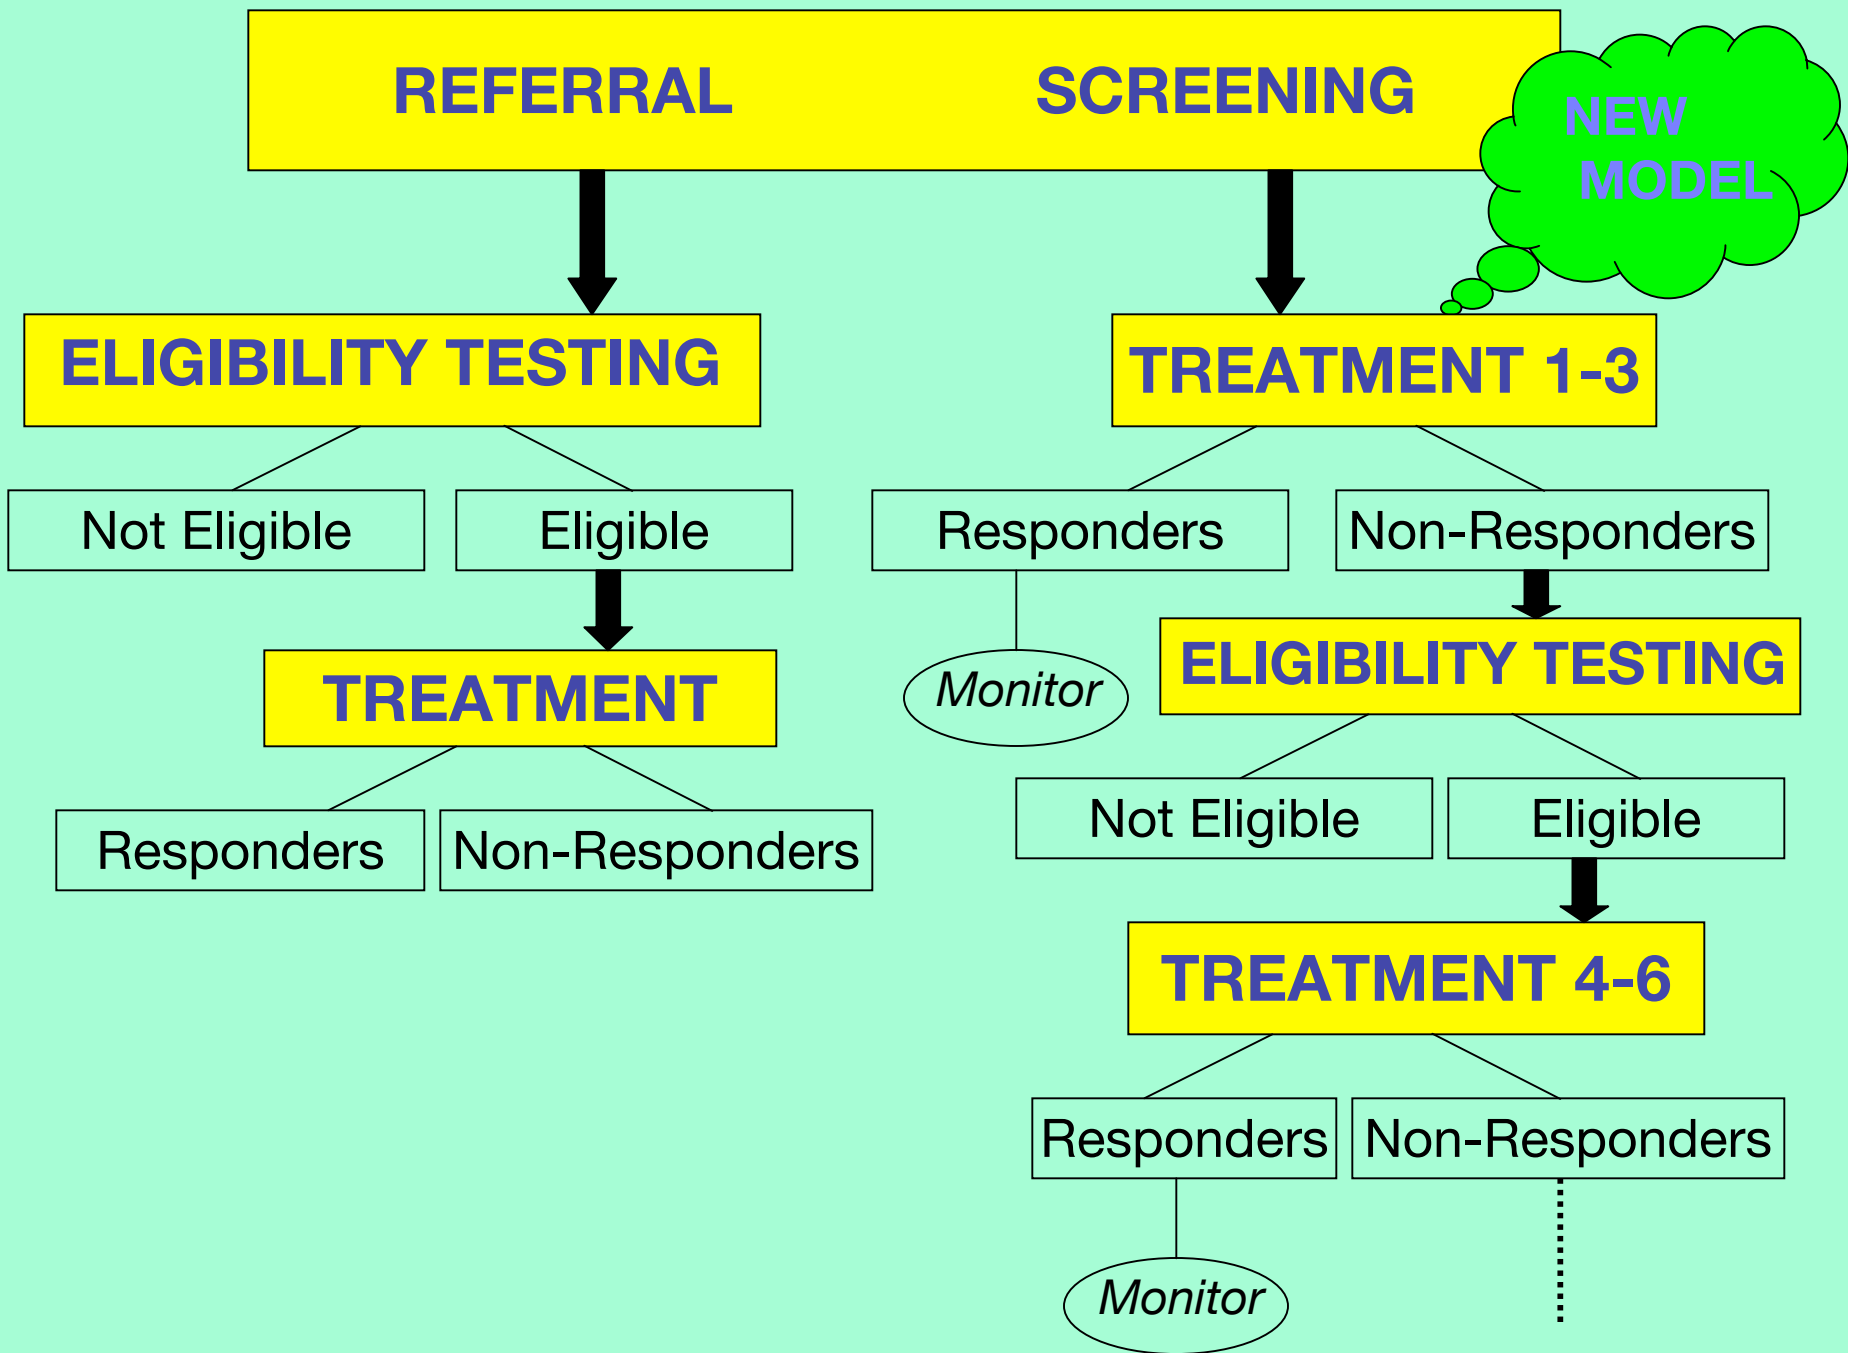 REFERRAL SCREENING
NEW
MODEL
ELIGIBILITY TESTING
TREATMENT 1-3
Not Eligible
Eligible
Responders
Non-Responders
TREATMENT
Monitor
ELIGIBILITY TESTING
Responders
Non-Responders
Not Eligible
Eligible
TREATMENT 4-6
Responders
Non-Responders
Monitor